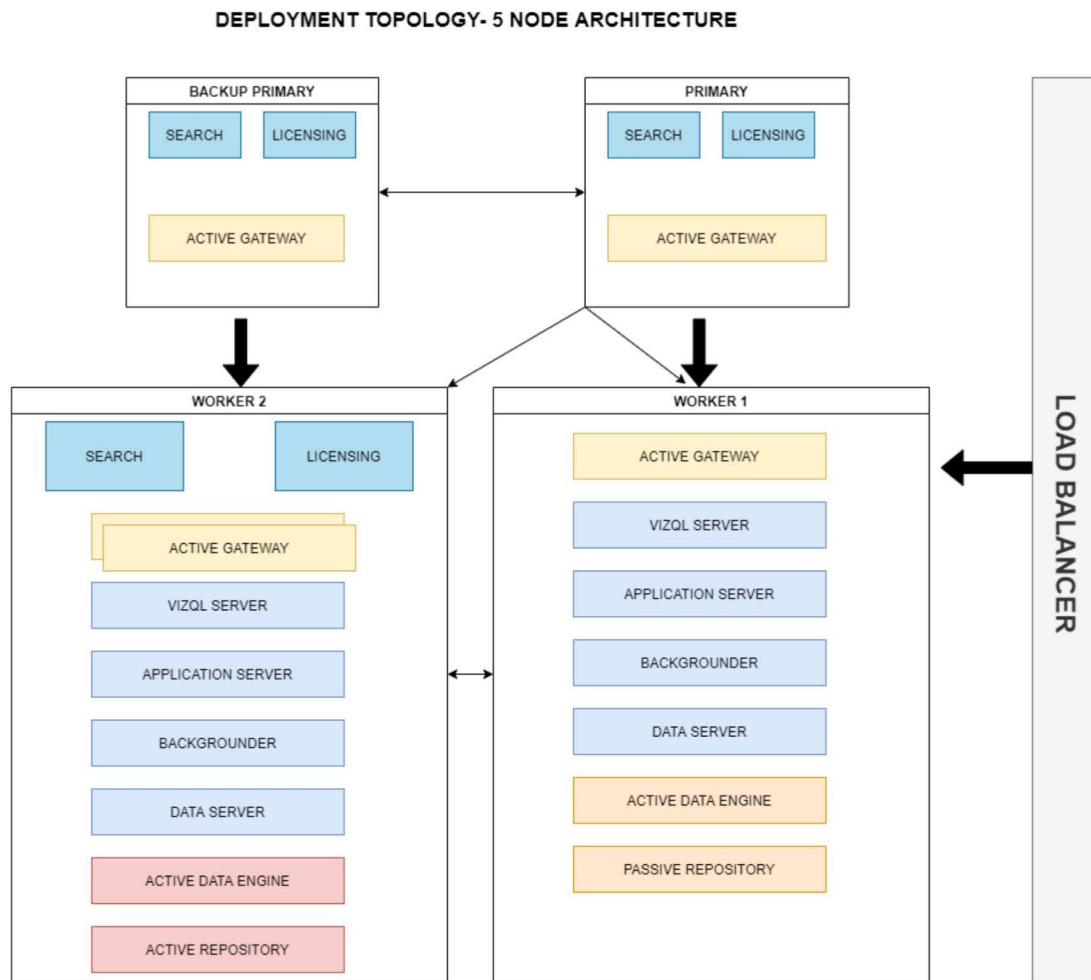 DEPLOYMENT TOPOLOGY- 5 NODE ARCHITECTURE
BACKUP PRIMARY
SEARCH
LICENSING
ACTIVE GATEWAY
PRIMARY
SEARCH
LICENSING
ACTIVE GATEWAY
WORKER 2
SEARCH
LICENSING
ACTIVE GATEWAY
VIZQL SERVER
APPLICATION SERVER
BACKGROUNDER
DATA SERVER
ACTIVE DATA ENGINE
ACTIVE REPOSITORY
WORKER 1
ACTIVE GATEWAY
VIZQL SERVER
APPLICATION SERVER
BACKGROUNDER
DATA SERVER
ACTIVE DATA ENGINE
PASSIVE REPOSITORY
LOAD BALANCER